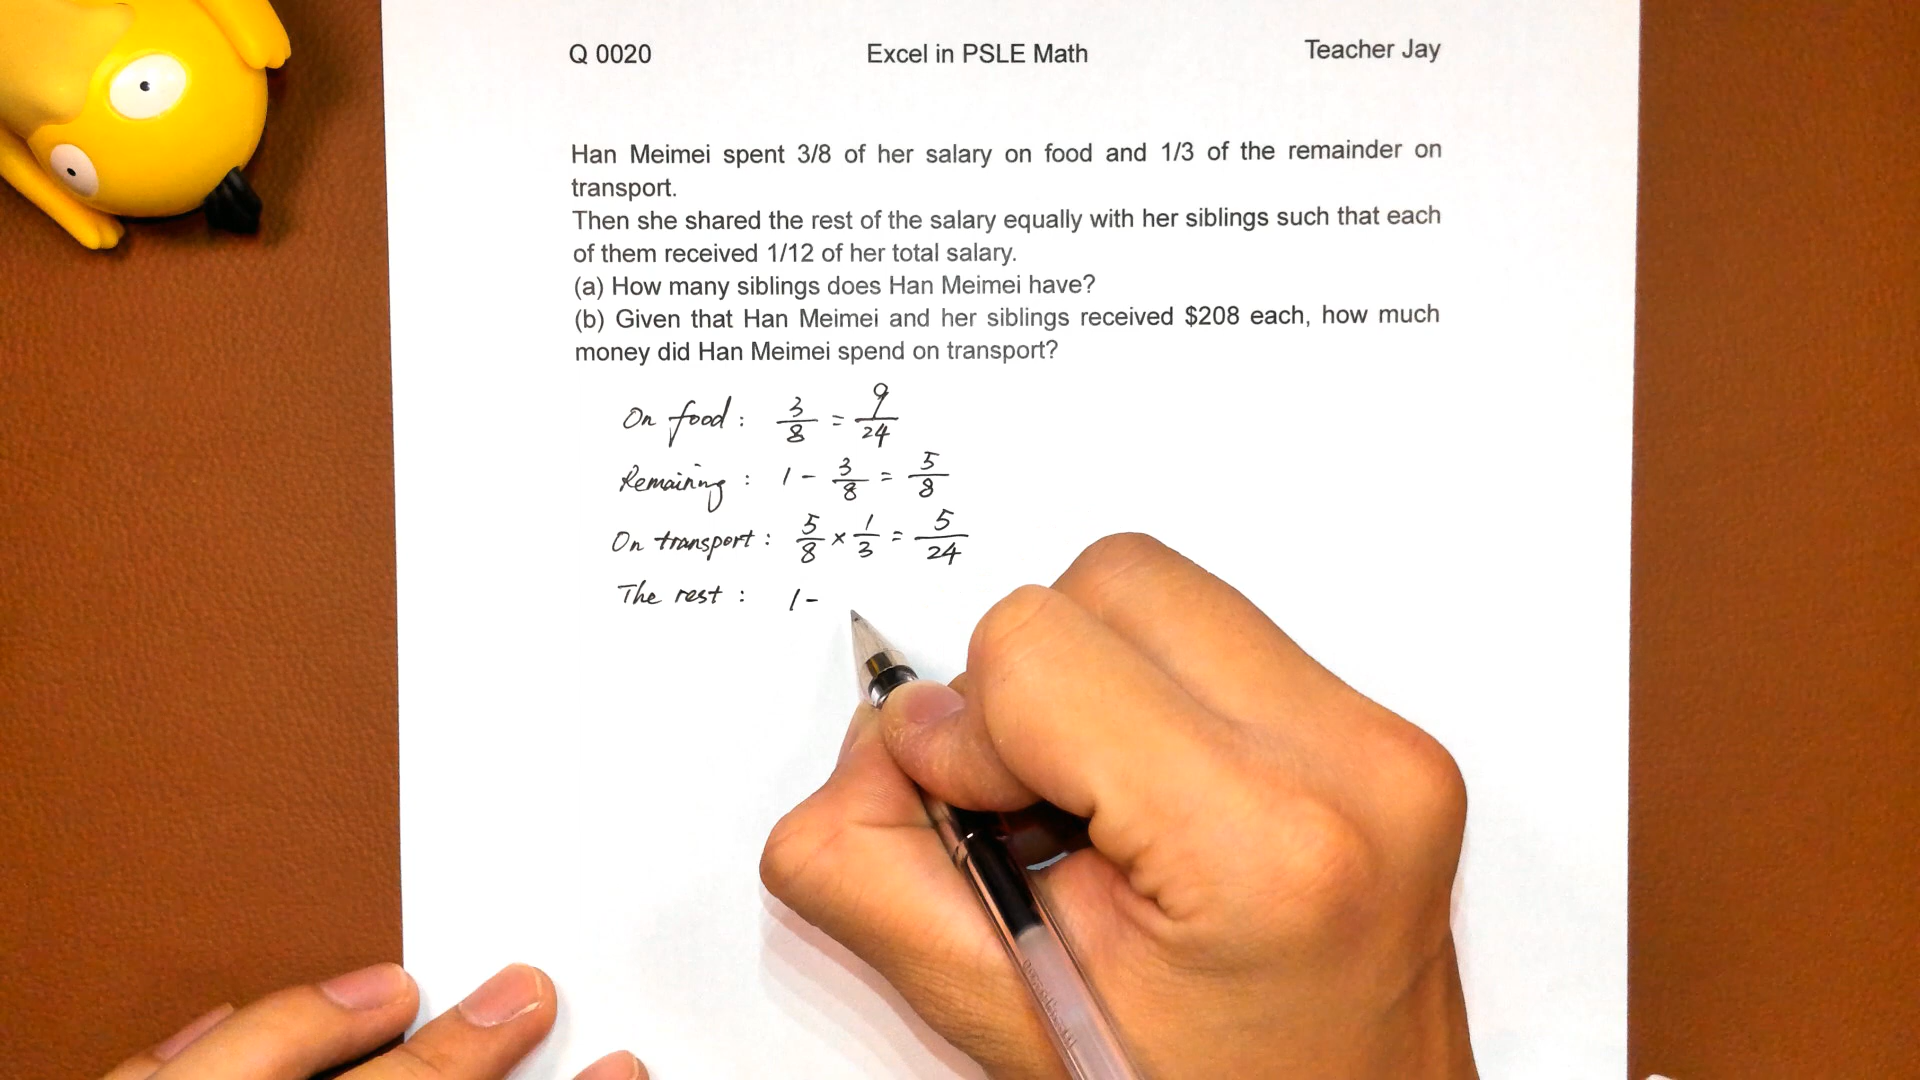 Q 0020 Excel in PSLE Math Teacher Jay
Han Meimei spent 3/8 of her salary on food and 1/3 of the remainder on
transport.
Then she shared the rest of the salary equally with her siblings such that each
of them received 1/12 of her total salary.
(a) How many siblings does Han Meimei have?
(b) Given that Han Meimei and her siblings received $208 each, how much
money did Han Meimei spend on transport?
On food: 3/8 = 9/24
Remaining: 1 - 3/8 = 5/8
On transport: 5/8 × 1/3 = 5/24
The rest: 1 -